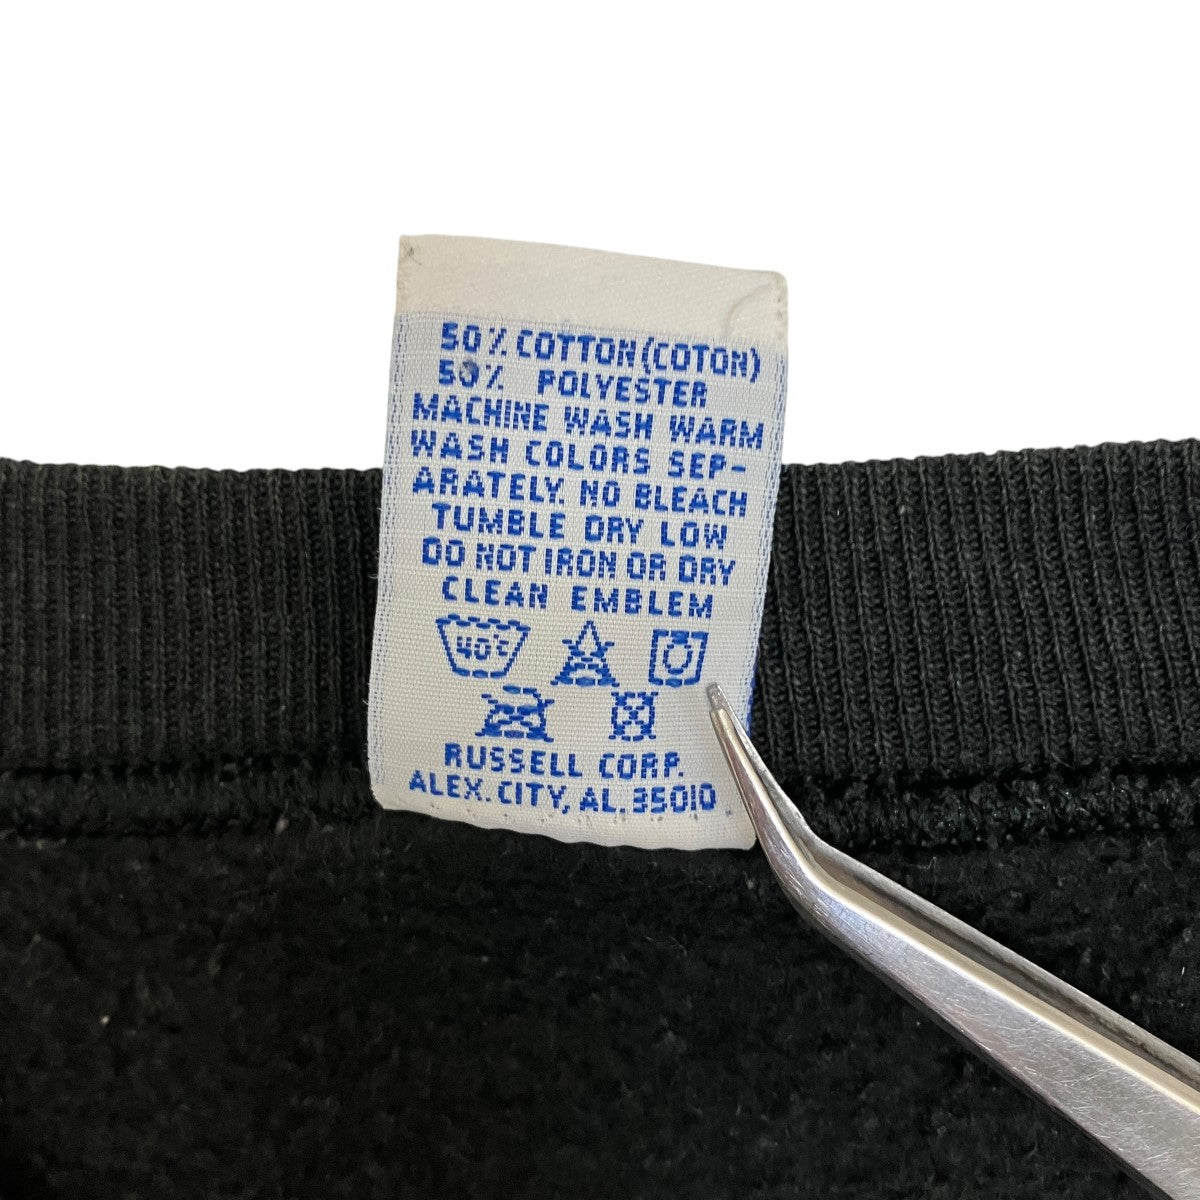 50% COTTON (COTON)
50% POLYESTER
MACHINE WASH WARM
WASH COLORS SEP-
ARATELY. NO BLEACH
TUMBLE DRY LOW
DO NOT IRON OR DRY
CLEAN EMBLEM
40°C
RUSSELL CORP.
ALEX. CITY, AL. 35010